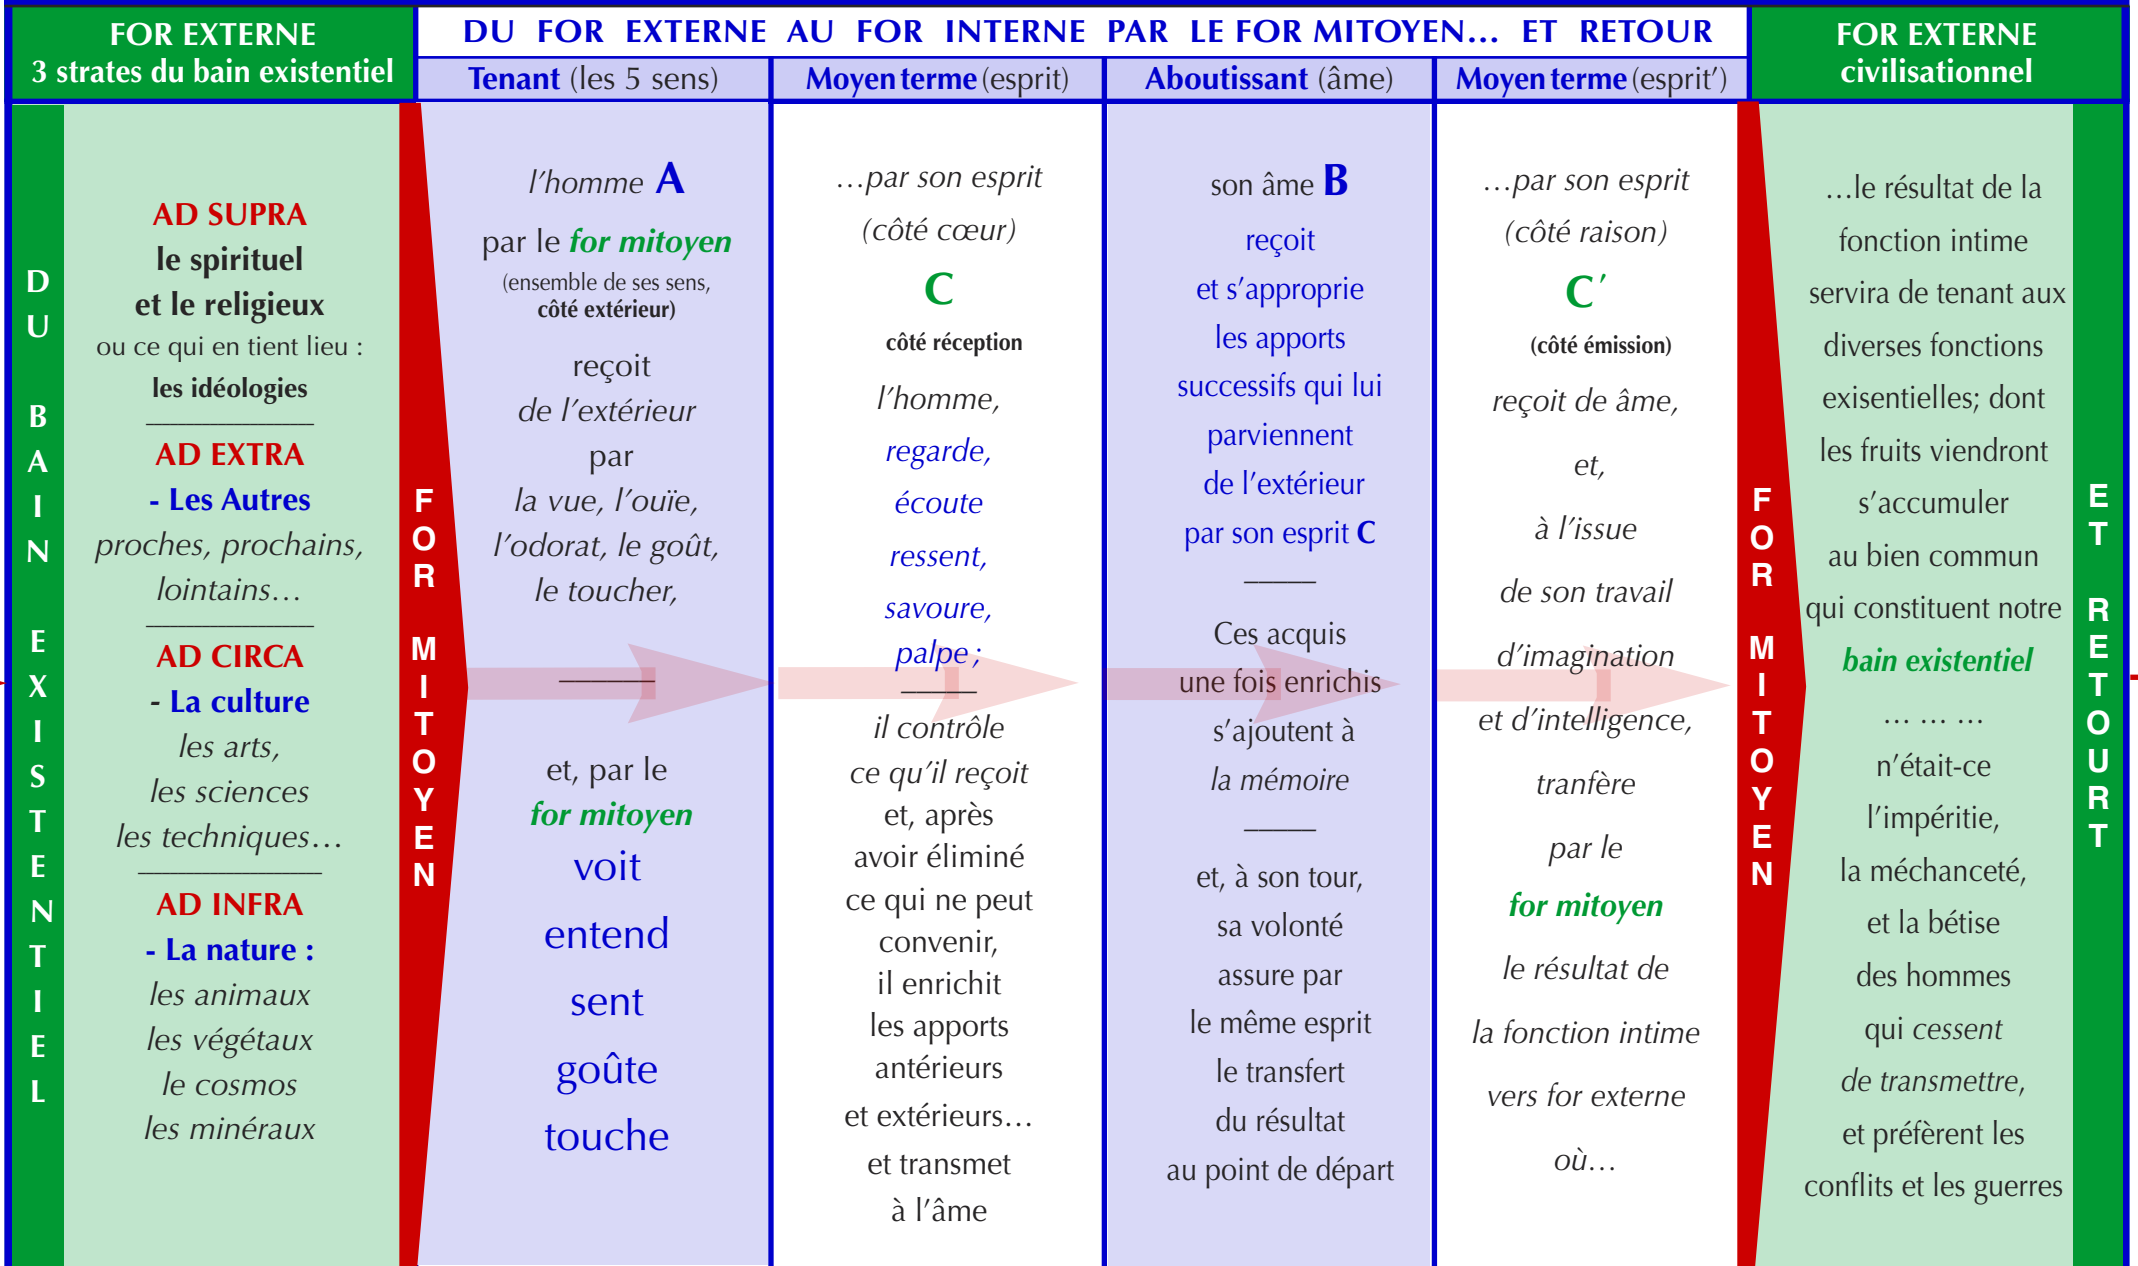 FOR EXTERNE
3 strates du bain existentiel
DU FOR EXTERNE AU FOR INTERNE PAR LE FOR MITOYEN… ET RETOUR
Tenant (les 5 sens)
Moyen terme (esprit)
Aboutissant (âme)
Moyen terme (esprit')
FOR EXTERNE
civilisationnel
DU BAIN EXISTENTIEL
AD SUPRA
le spirituel
et le religieux
ou ce qui en tient lieu :
les idéologies
AD EXTRA
- Les Autres
proches, prochains,
lointains…
AD CIRCA
- La culture
les arts,
les sciences
les techniques…
AD INFRA
- La nature :
les animaux
les végétaux
le cosmos
les minéraux
FOR MITOYEN
l'homme A
par le for mitoyen
(ensemble de ses sens,
côté extérieur)
reçoit
de l'extérieur
par
la vue, l'ouïe,
l'odorat, le goût,
le toucher,
et, par le
for mitoyen
voit
entend
sent
goûte
touche
…par son esprit
(côté cœur)
C
côté réception
l'homme,
regarde,
écoute
ressent,
savoure,
palpe ;
il contrôle
ce qu'il reçoit
et, après
avoir éliminé
ce qui ne peut
convenir,
il enrichit
les apports
antérieurs
et extérieurs…
et transmet
à l'âme
son âme B
reçoit
et s'approprie
les apports
successifs qui lui
parviennent
de l'extérieur
par son esprit C
Ces acquis
une fois enrichis
s'ajoutent à
la mémoire
et, à son tour,
sa volonté
assure par
le même esprit
le transfert
du résultat
au point de départ
…par son esprit
(côté raison)
C'
(côté émission)
reçoit de âme,
et,
à l'issue
de son travail
d'imagination
et d'intelligence,
tranfère
par le
for mitoyen
le résultat de
la fonction intime
vers for externe
où…
FOR MITOYEN
…le résultat de la
fonction intime
servira de tenant aux
diverses fonctions
exisentielles; dont
les fruits viendront
s'accumuler
au bien commun
qui constituent notre
bain existentiel
… … …
n'était-ce
l'impéritie,
la méchanceté,
et la bétise
des hommes
qui cessent
de transmettre,
et préfèrent les
conflits et les guerres
ET RETOURT